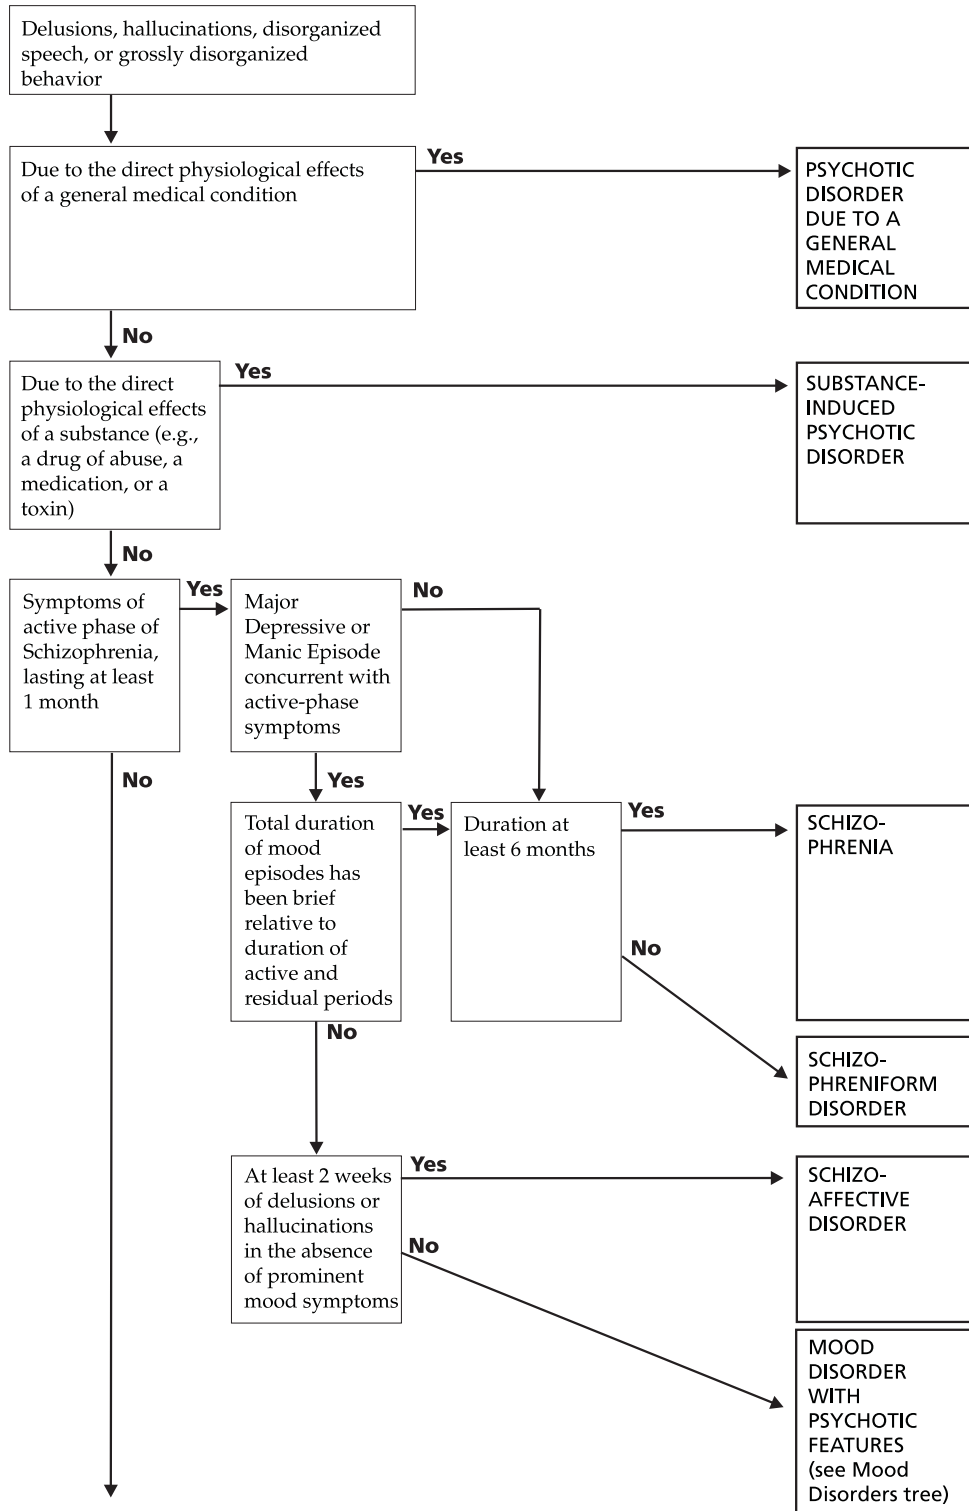 Delusions, hallucinations, disorganized
speech, or grossly disorganized
behavior
Due to the direct physiological effects
of a general medical condition
Yes
PSYCHOTIC
DISORDER
DUE TO A
GENERAL
MEDICAL
CONDITION
No
Due to the direct
physiological effects
of a substance (e.g.,
a drug of abuse, a
medication, or a
toxin)
Yes
SUBSTANCE-
INDUCED
PSYCHOTIC
DISORDER
No
Symptoms of
active phase of
Schizophrenia,
lasting at least
1 month
Yes
Major
Depressive or
Manic Episode
concurrent with
active-phase
symptoms
No
No
Yes
Total duration
of mood
episodes has
been brief
relative to
duration of
active and
residual periods
Yes
Duration at
least 6 months
Yes
SCHIZO-
PHRENIA
No
SCHIZO-
PHRENIFORM
DISORDER
No
At least 2 weeks
of delusions or
hallucinations
in the absence
of prominent
mood symptoms
Yes
SCHIZO-
AFFECTIVE
DISORDER
No
MOOD
DISORDER
WITH
PSYCHOTIC
FEATURES
(see Mood
Disorders tree)